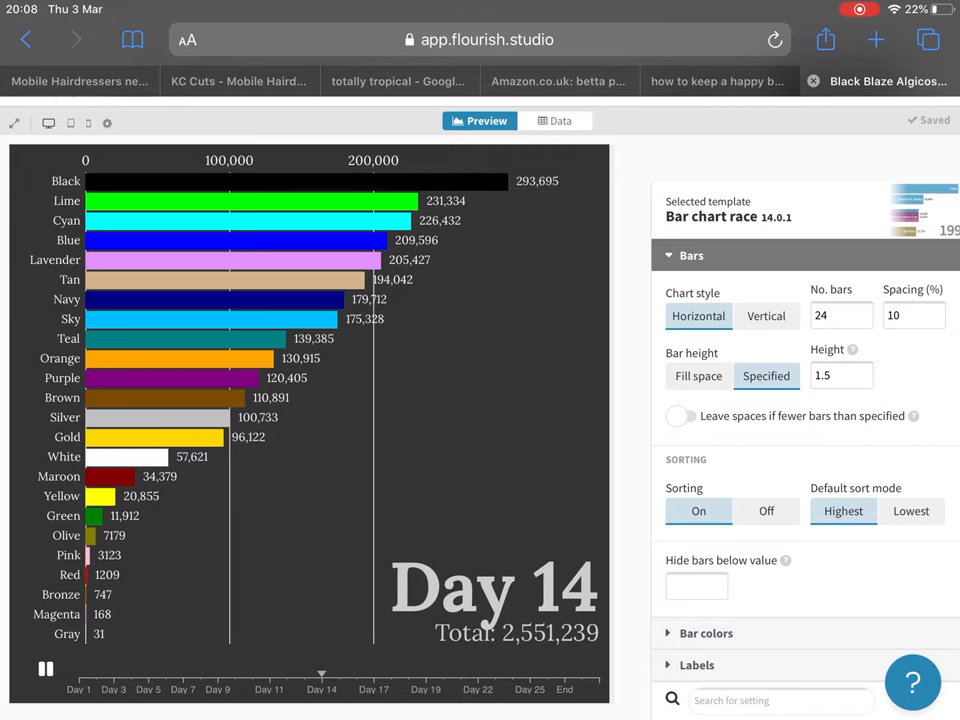 20:08 Thu 3 Mar 22%
AA app.flourish.studio
Mobile Hairdressers ne... KC Cuts - Mobile Haird... totally tropical - Googl... Amazon.co.uk: betta p... how to keep a happy b... Black Blaze Algicos...
Preview Data Saved
0 100,000 200,000
Black 293,695
Lime 231,334
Cyan 226,432
Blue 209,596
Lavender 205,427
Tan 194,042
Navy 179,712
Sky 175,328
Teal 139,385
Orange 130,915
Purple 120,405
Brown 110,891
Silver 100,733
Gold 96,122
White 57,621
Maroon 34,379
Yellow 20,855
Green 11,912
Olive 7179
Pink 3123
Red 1209
Bronze 747
Magenta 168
Gray 31
Day 14
Total: 2,551,239
Day 1 Day 3 Day 5 Day 7 Day 9 Day 11 Day 14 Day 17 Day 19 Day 22 Day 25 End
Selected template
Bar chart race 14.0.1
199
Bars
Chart style No. bars Spacing (%)
Horizontal Vertical 24 10
Bar height Height ?
Fill space Specified 1.5
Leave spaces if fewer bars than specified ?
SORTING
Sorting Default sort mode
On Off Highest Lowest
Hide bars below value ?
Bar colors
Labels
Search for setting
?